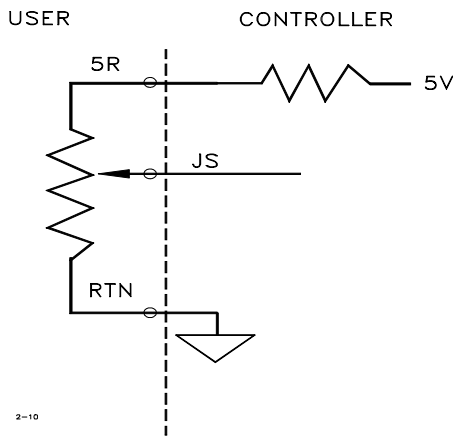 USER
CONTROLLER
5R
5V
JS
RTN
2-10